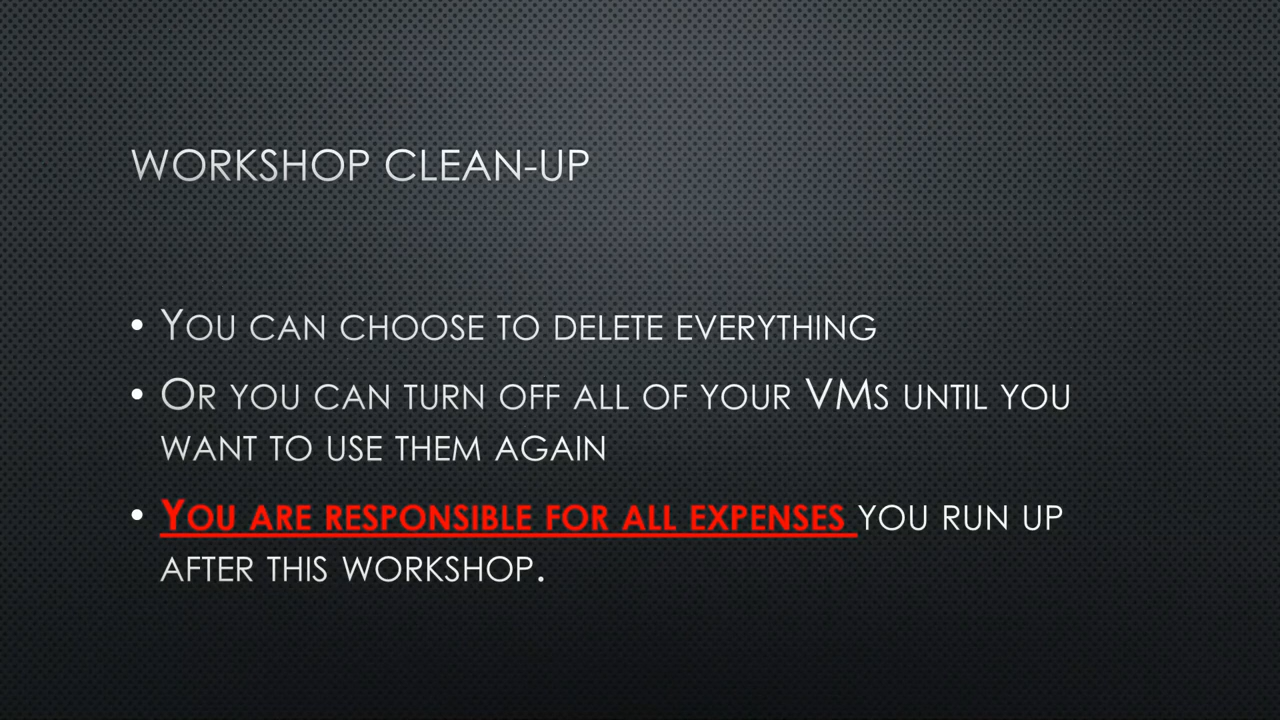 WORKSHOP CLEAN-UP
• YOU CAN CHOOSE TO DELETE EVERYTHING
• OR YOU CAN TURN OFF ALL OF YOUR VMS UNTIL YOU
WANT TO USE THEM AGAIN
• YOU ARE RESPONSIBLE FOR ALL EXPENSES YOU RUN UP
AFTER THIS WORKSHOP.